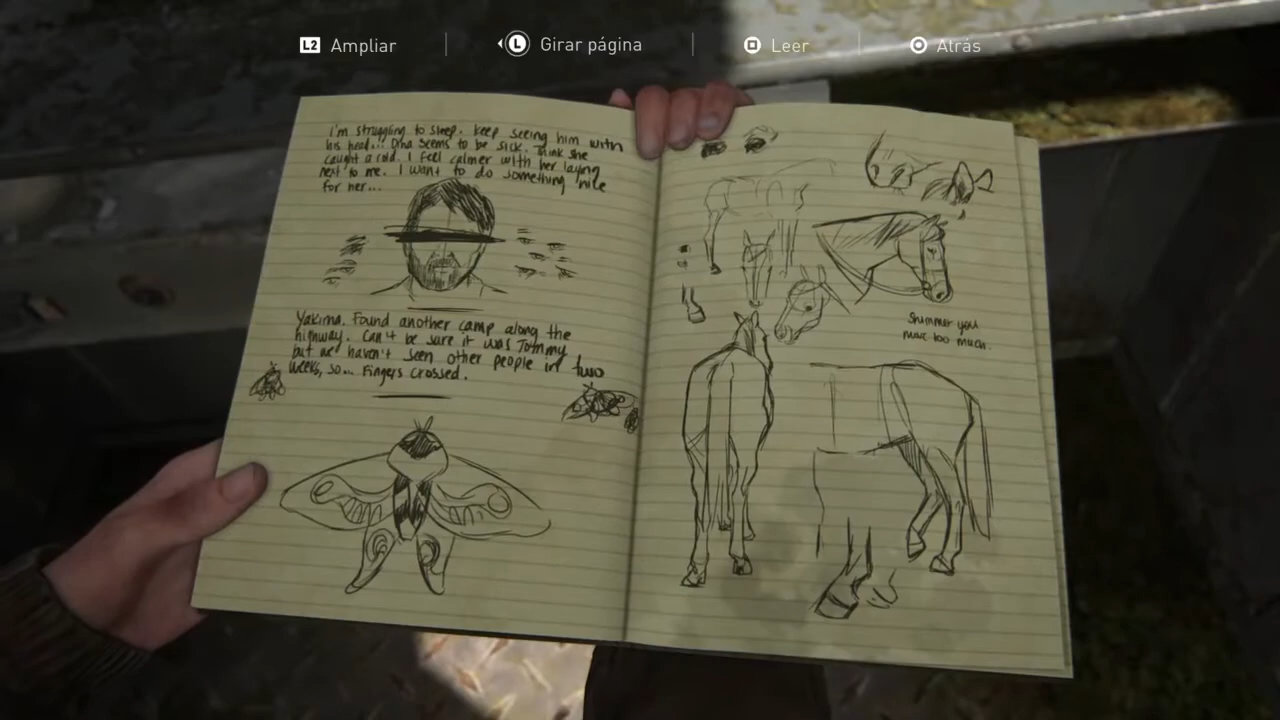 L2 Ampliar
L Girar página
Leer
Atrás
i'm struggling to sleep. Keep seeing him with
his head... Dina seems to be sick. Think she
caught a cold. I feel calmer with her laying
next to me. I want to do something nice
for her...
Yakima. Found another camp along the
highway. Can't be sure it was Tommy
but we haven't seen other people in two
weeks, so... Fingers crossed.
Shimmer you
move too much.